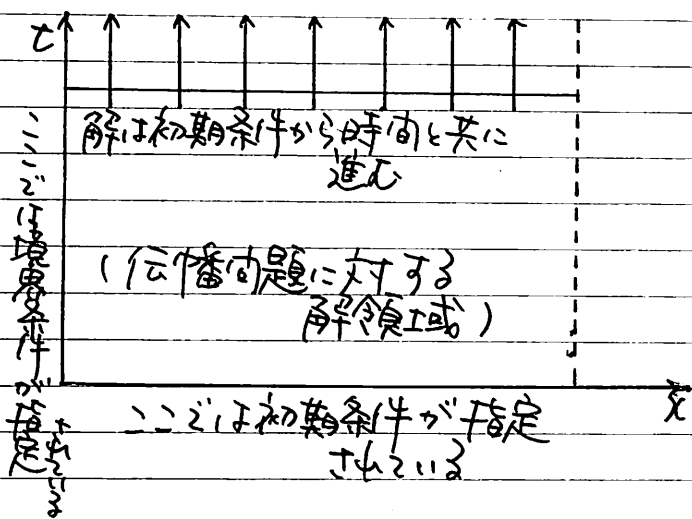 t
解は初期条件から時間と共に
進む
(伝幡問題に対する
解領域)
x
ここでは初期条件が指定
されている
ここでは境界条件が指定
されている